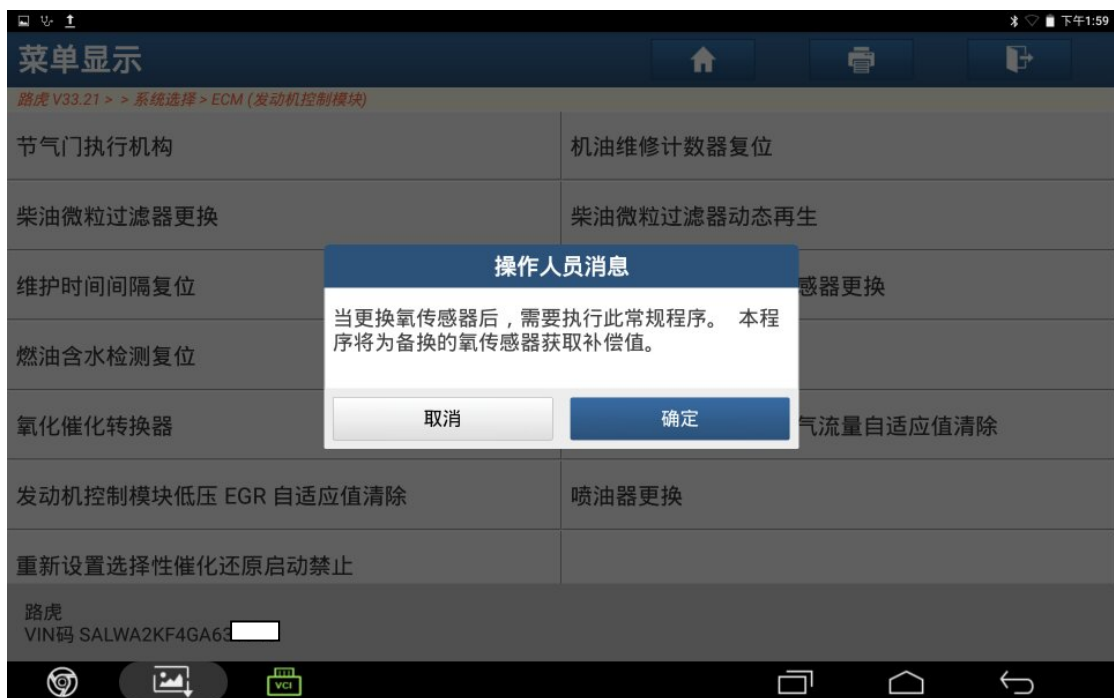 下午1:59
菜单显示
路虎 V33.21 > > 系统选择 > ECM (发动机控制模块)
节气门执行机构
机油维修计数器复位
柴油微粒过滤器更换
柴油微粒过滤器动态再生
维护时间间隔复位
感器更换
操作人员消息
当更换氧传感器后，需要执行此常规程序。 本程
序将为备换的氧传感器获取补偿值。
取消
确定
燃油含水检测复位
氧化催化转换器
气流量自适应值清除
发动机控制模块低压 EGR 自适应值清除
喷油器更换
重新设置选择性催化还原启动禁止
路虎
VIN码 SALWA2KF4GA63
VCI